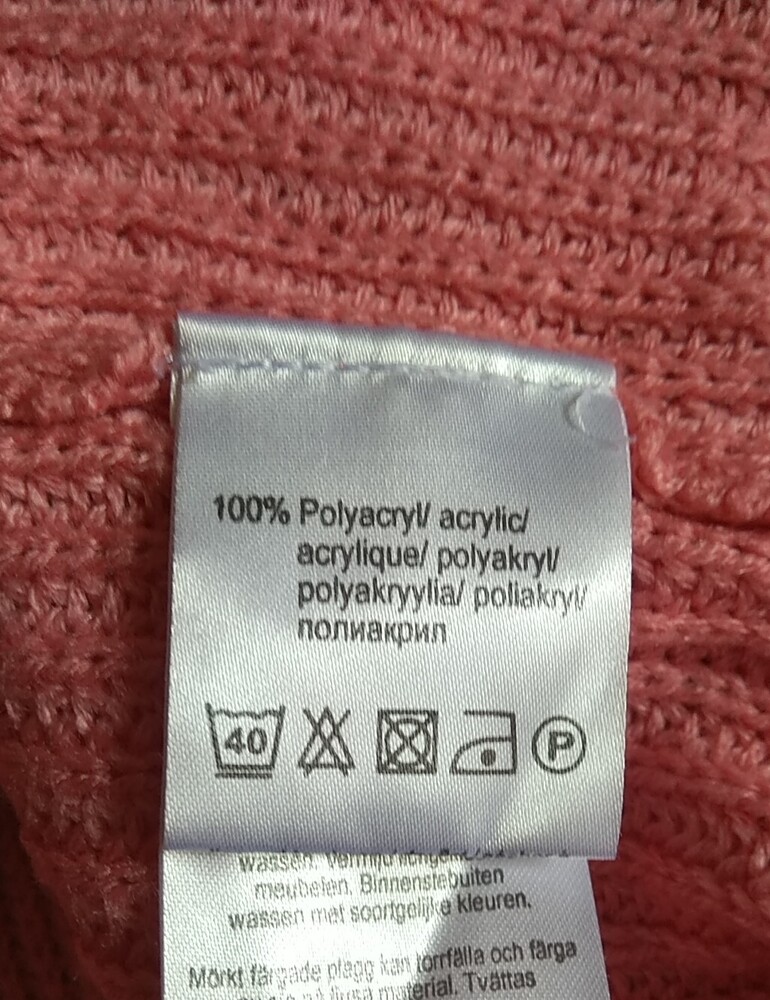 100% Polyacryl/ acrylic/
acrylique/ polyakryl/
polyakryylia/ poliakryl/
полиакрил
40 P
wassen.
meubelen. Binnenstebuiten
wassen met soortgelijke kleuren.
Mörkt färgade plagg kan torrfälla och färga
material. Tvättas